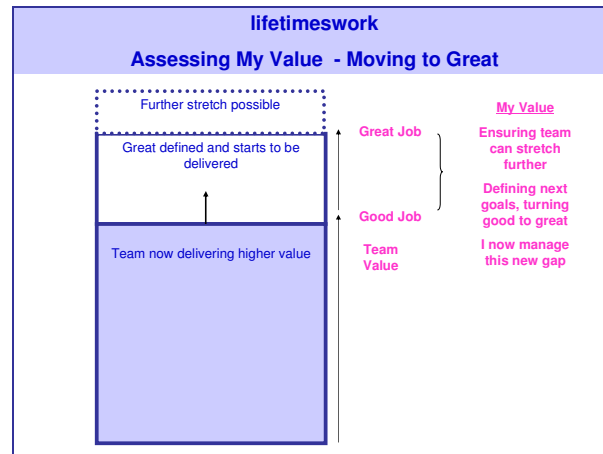 lifetimeswork
Assessing My Value - Moving to Great
Further stretch possible
Great defined and starts to be
delivered
Team now delivering higher value
Great Job
Good Job
Team
Value
My Value
Ensuring team
can stretch
further
Defining next
goals, turning
good to great
I now manage
this new gap